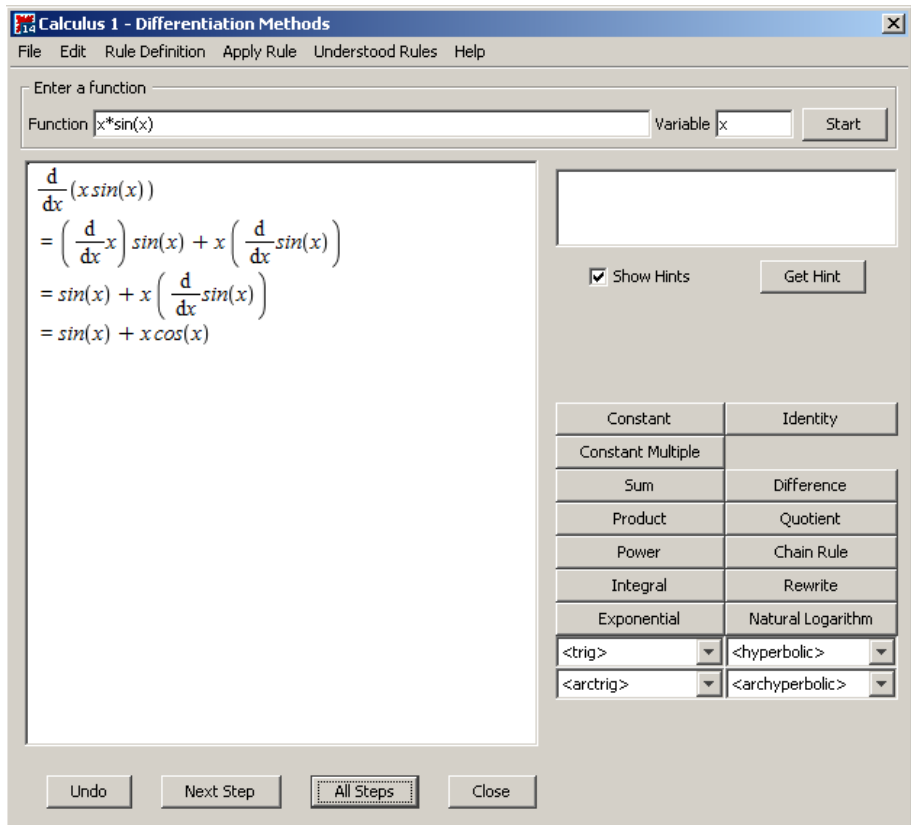 14 Calculus 1 - Differentiation Methods
File Edit Rule Definition Apply Rule Understood Rules Help
Enter a function
Function x*sin(x) Variable x Start
d/dx (x sin(x))
= (d/dx x) sin(x) + x (d/dx sin(x))
= sin(x) + x (d/dx sin(x))
= sin(x) + x cos(x)
Show Hints Get Hint
Constant Identity
Constant Multiple
Sum Difference
Product Quotient
Power Chain Rule
Integral Rewrite
Exponential Natural Logarithm
<trig> <hyperbolic>
<arctrig> <archyperbolic>
Undo Next Step All Steps Close